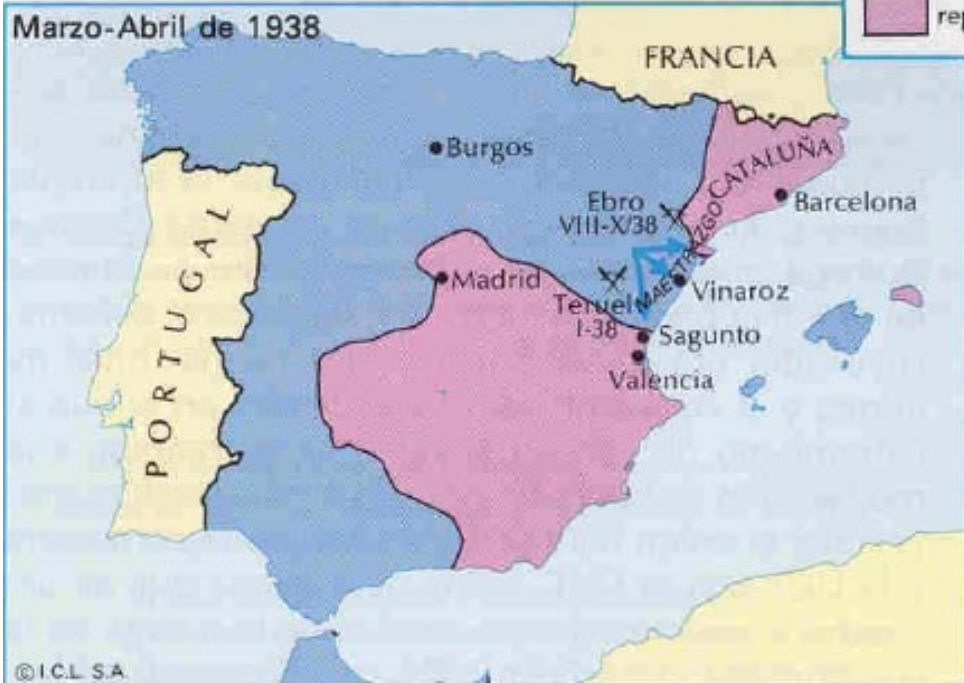 Marzo-Abril de 1938
rep
FRANCIA
Burgos
CATALUÑA
Ebro
VIII-X/38
Barcelona
MAESTRAZGO
Madrid
Vinaroz
Teruel
I-38
Sagunto
Valencia
PORTUGAL
© I.C.L. S.A.